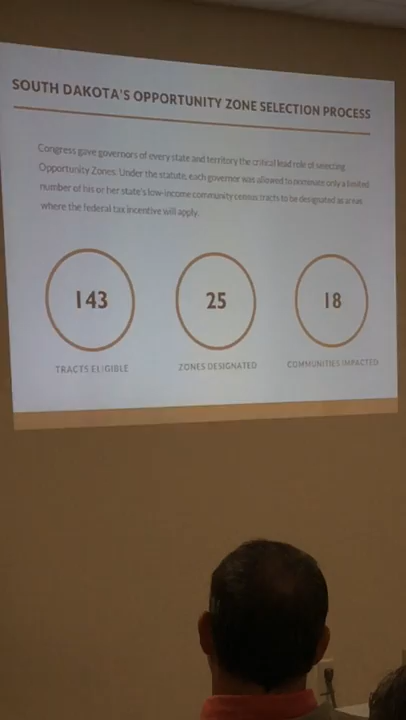 SOUTH DAKOTA'S OPPORTUNITY ZONE SELECTION PROCESS
Congress gave governors of every state and territory the critical lead role of selecting
Opportunity Zones. Under the statute, each governor was allowed to nominate only a limited
number of his or her state's low-income community census tracts to be designated as areas
where the federal tax incentive will apply.
143
25
18
TRACTS ELIGIBLE
ZONES DESIGNATED
COMMUNITIES IMPACTED